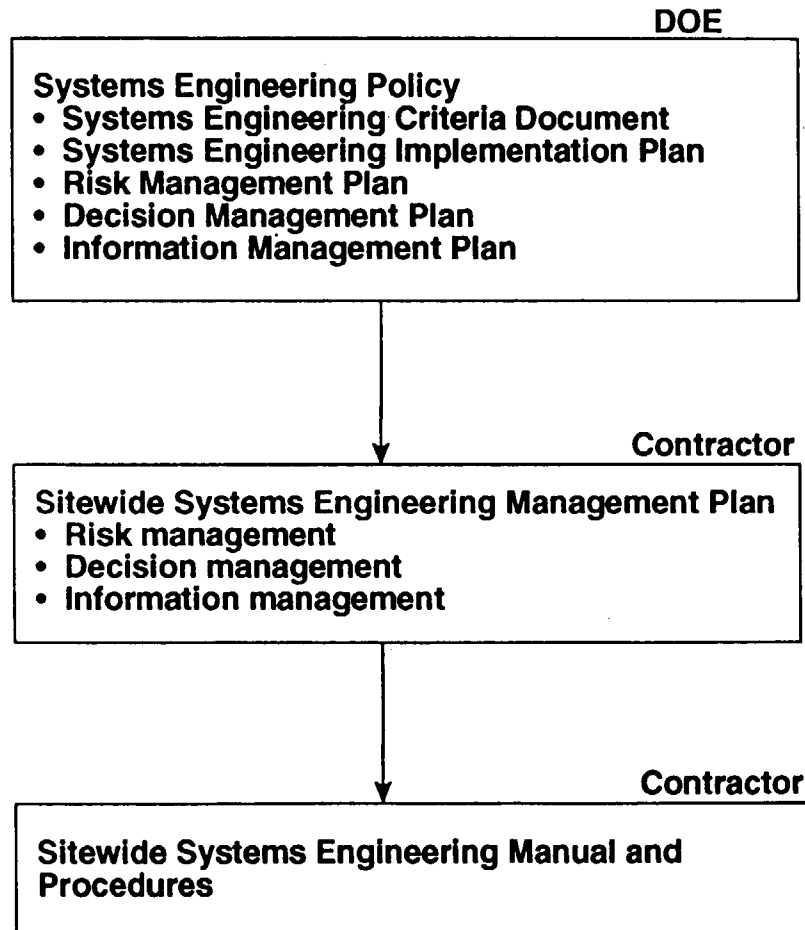 DOE
Systems Engineering Policy
• Systems Engineering Criteria Document
• Systems Engineering Implementation Plan
• Risk Management Plan
• Decision Management Plan
• Information Management Plan
Contractor
Sitewide Systems Engineering Management Plan
• Risk management
• Decision management
• Information management
Contractor
Sitewide Systems Engineering Manual and
Procedures